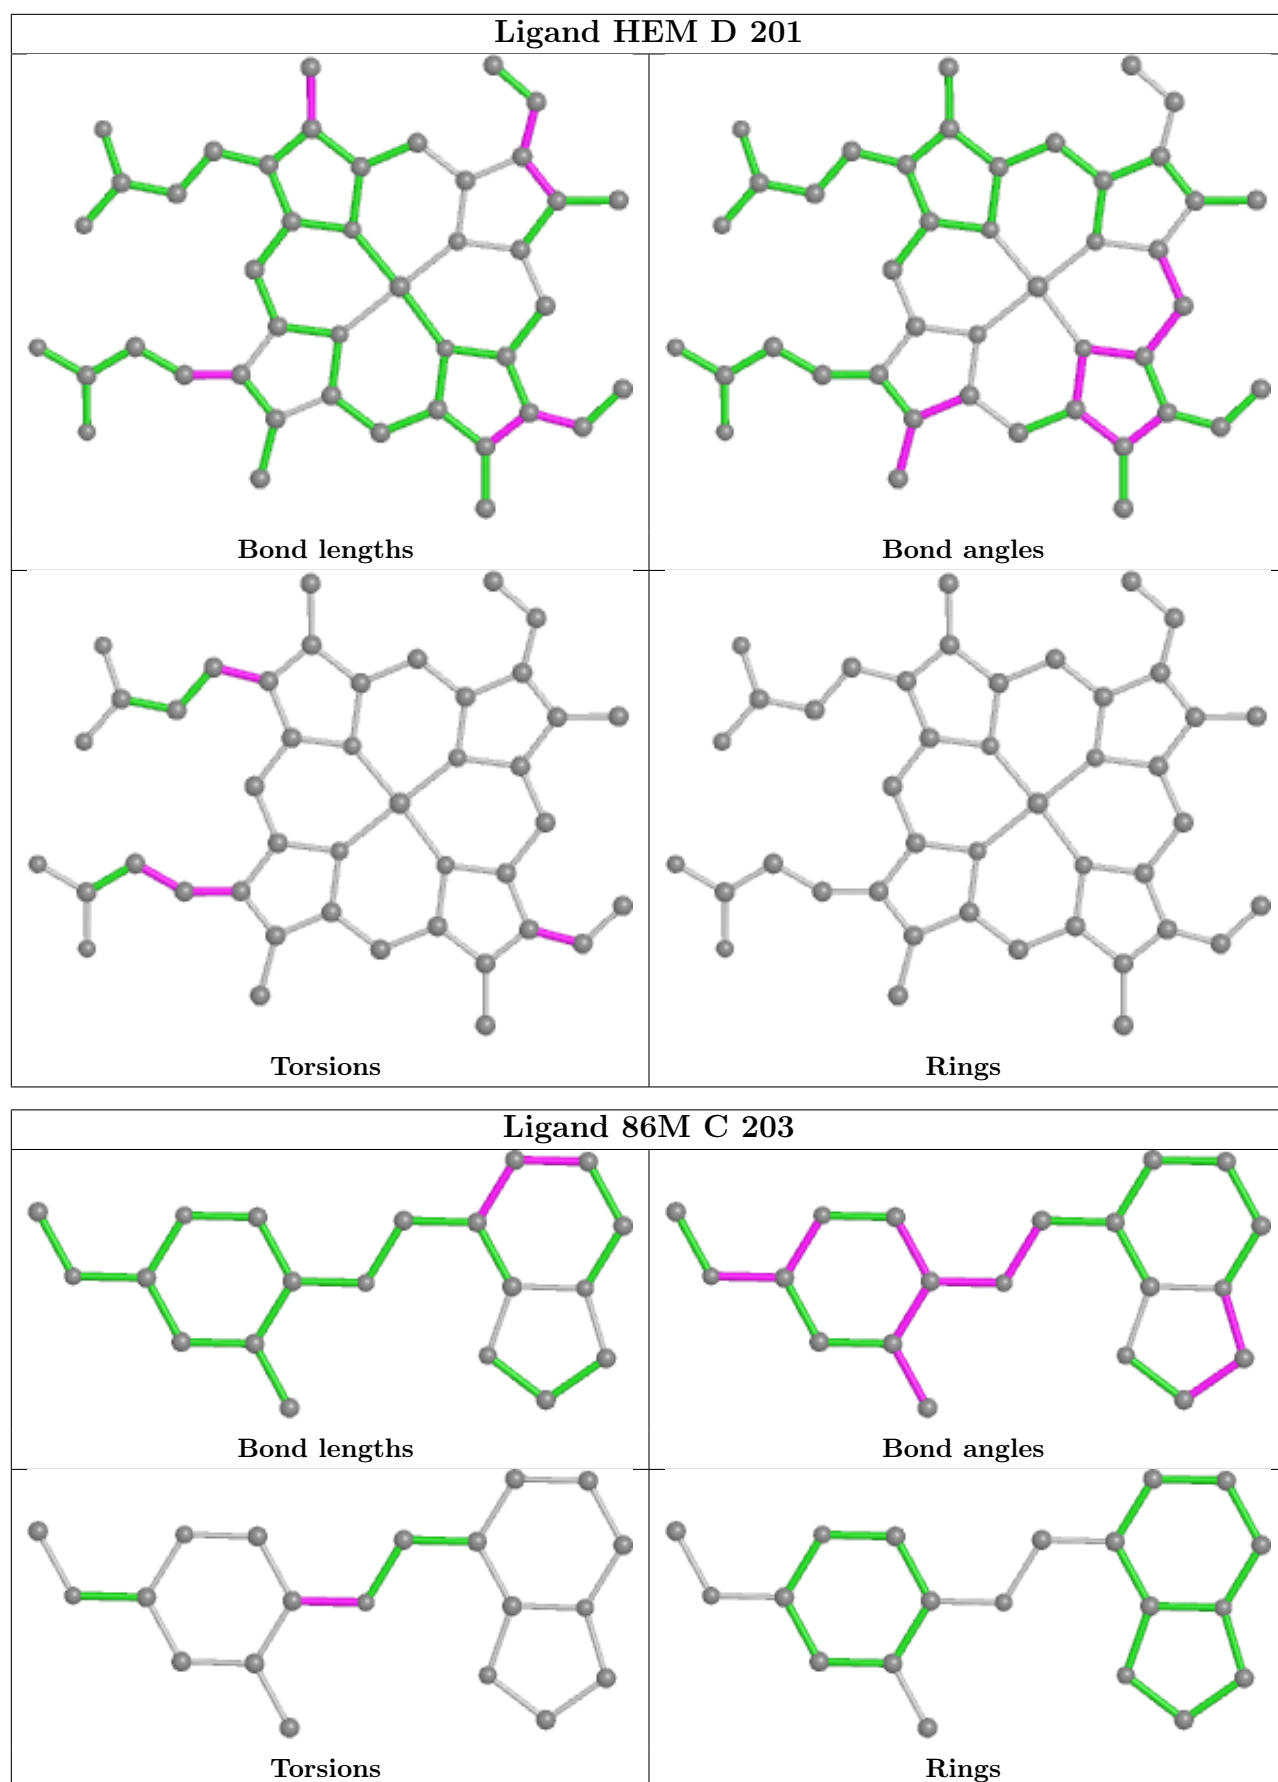 Ligand HEM D 201
Bond lengths
Bond angles
Torsions
Rings
Ligand 86M C 203
Bond lengths
Bond angles
Torsions
Rings